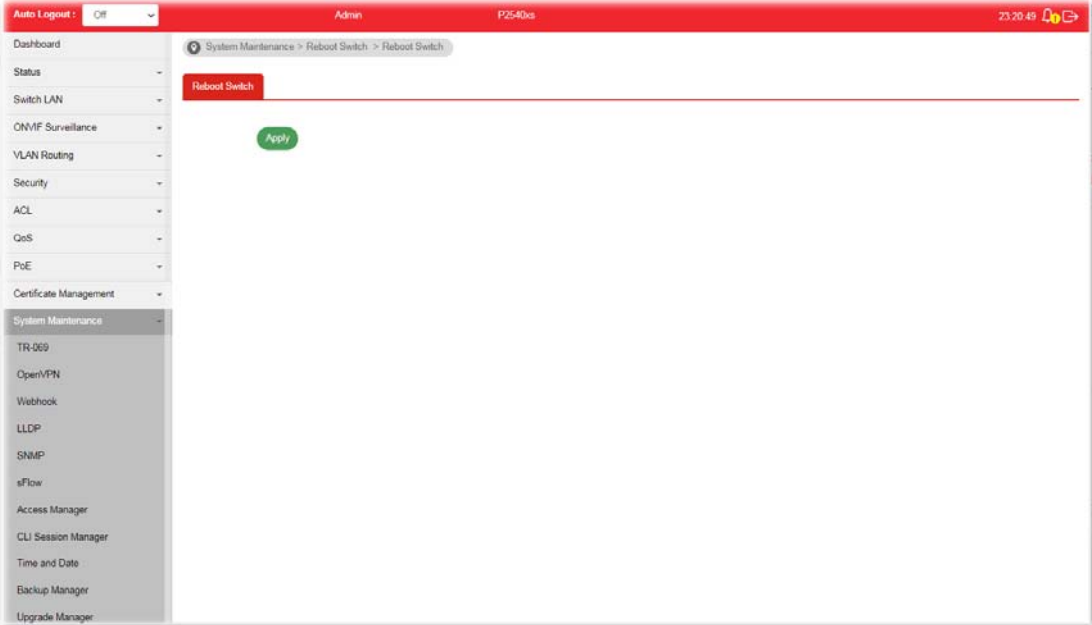 Auto Logout : Off Admin P2540xs 23:20:49
Dashboard
System Maintenance > Reboot Switch > Reboot Switch
Status
Reboot Switch
Switch LAN
ONVIF Surveillance
Apply
VLAN Routing
Security
ACL
QoS
PoE
Certificate Management
System Maintenance
TR-069
OpenVPN
Webhook
LLDP
SNMP
sFlow
Access Manager
CLI Session Manager
Time and Date
Backup Manager
Upgrade Manager